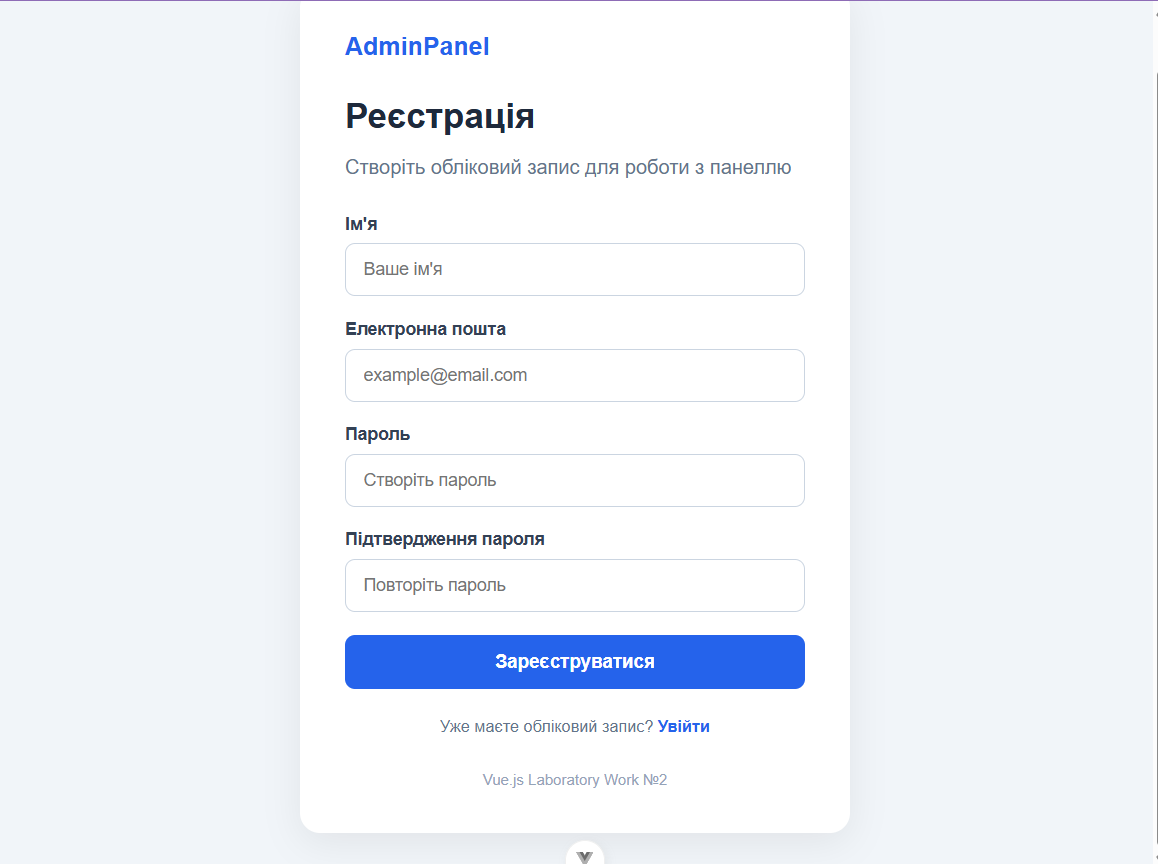 AdminPanel
Реєстрація
Створіть обліковий запис для роботи з панеллю
Ім'я
Ваше ім'я
Електронна пошта
example@email.com
Пароль
Створіть пароль
Підтвердження пароля
Повторіть пароль
Зареєструватися
Уже маєте обліковий запис? Увійти
Vue.js Laboratory Work №2